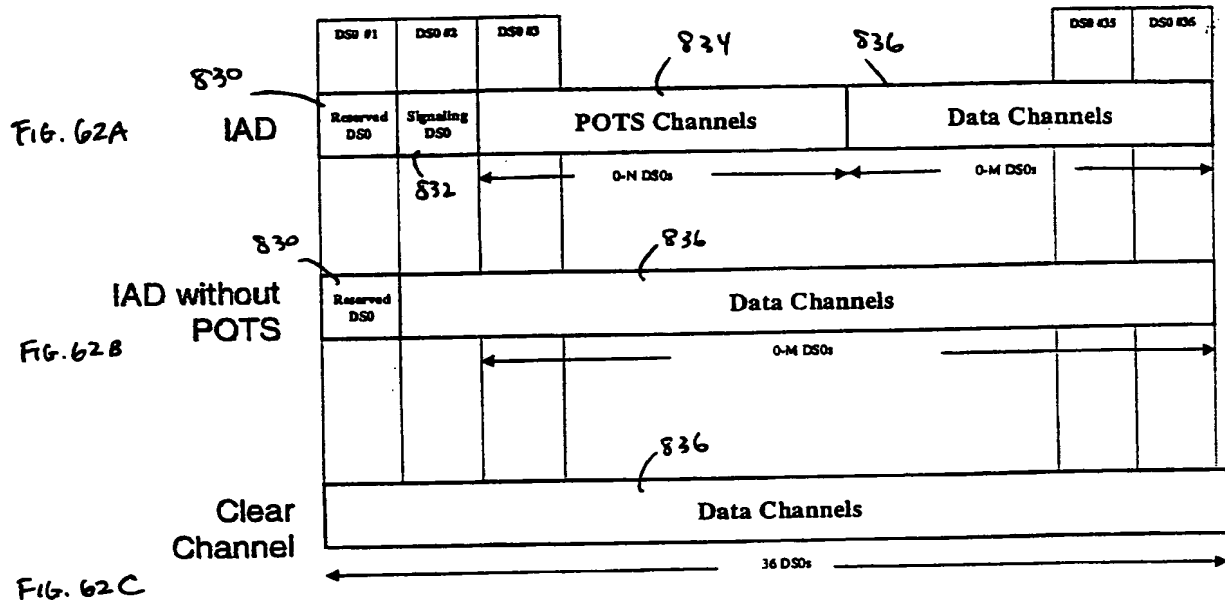 DS0 #1 DS0 #2 DS0 #3 DS0 #35 DS0 #36
830 834 836
FIG. 62A IAD
Reserved DS0
Signaling DS0
POTS Channels
Data Channels
832
0-N DS0s
0-M DS0s
830
836
IAD without
POTS
Reserved
DS0
Data Channels
FIG. 62B
0-M DS0s
836
Clear
Channel
Data Channels
36 DS0s
FIG. 62C